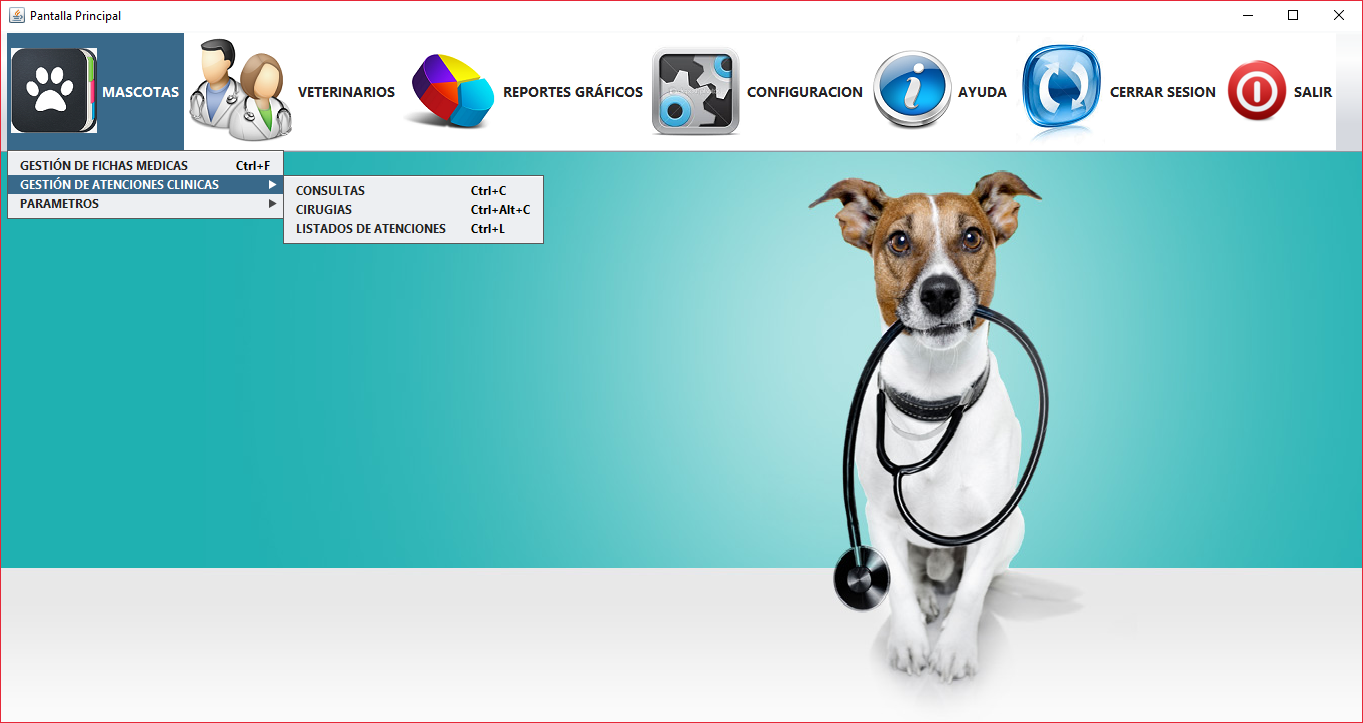 Pantalla Principal
MASCOTAS
VETERINARIOS
REPORTES GRÁFICOS
CONFIGURACION
AYUDA
CERRAR SESION
SALIR
GESTIÓN DE FICHAS MEDICAS Ctrl+F
GESTIÓN DE ATENCIONES CLINICAS
PARAMETROS
CONSULTAS Ctrl+C
CIRUGIAS Ctrl+Alt+C
LISTADOS DE ATENCIONES Ctrl+L